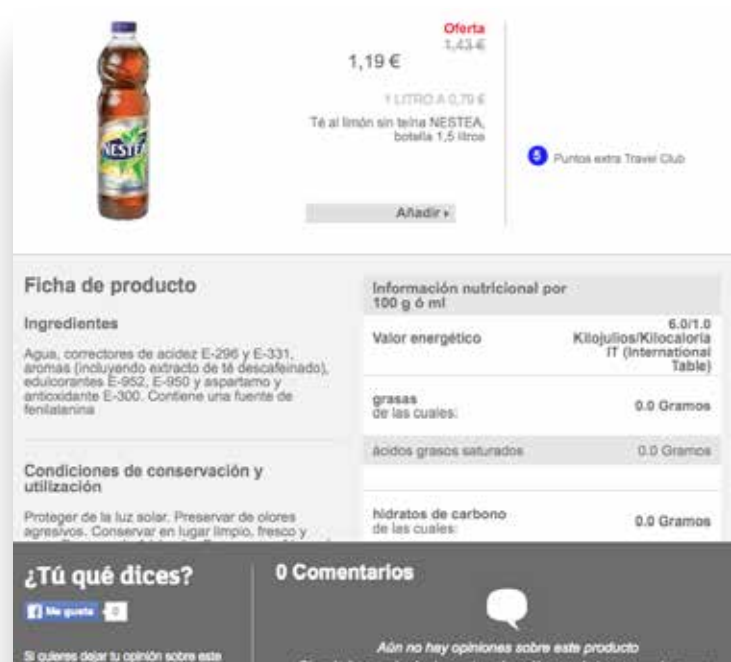 NESTEA
Oferta
1,43 €
1,19 €
1 LITRO A 0,79 €
Té al limón sin teína NESTEA,
botella 1,5 litros
5 Puntos extra Travel Club
Añadir
Ficha de producto
Ingredientes
Agua, correctores de acidez E-296 y E-331,
aromas (incluyendo extracto de té descafeinado),
edulcorantes E-952, E-950 y aspartamo y
antioxidante E-300. Contiene una fuente de
fenilalanina
Condiciones de conservación y
utilización
Proteger de la luz solar. Preservar de olores
agresivos. Conservar en lugar limpio, fresco y
Información nutricional por
100 g ó ml
Valor energético
6.0/1.0
Kilojulios/Kilocaloría
IT (International
Table)
grasas
de las cuales:
0.0 Gramos
ácidos grasos saturados
0.0 Gramos
hidratos de carbono
de las cuales:
0.0 Gramos
¿Tú qué dices?
Me gusta 0
Si quieres dejar tu opinión sobre este
0 Comentarios
Aún no hay opiniones sobre este producto